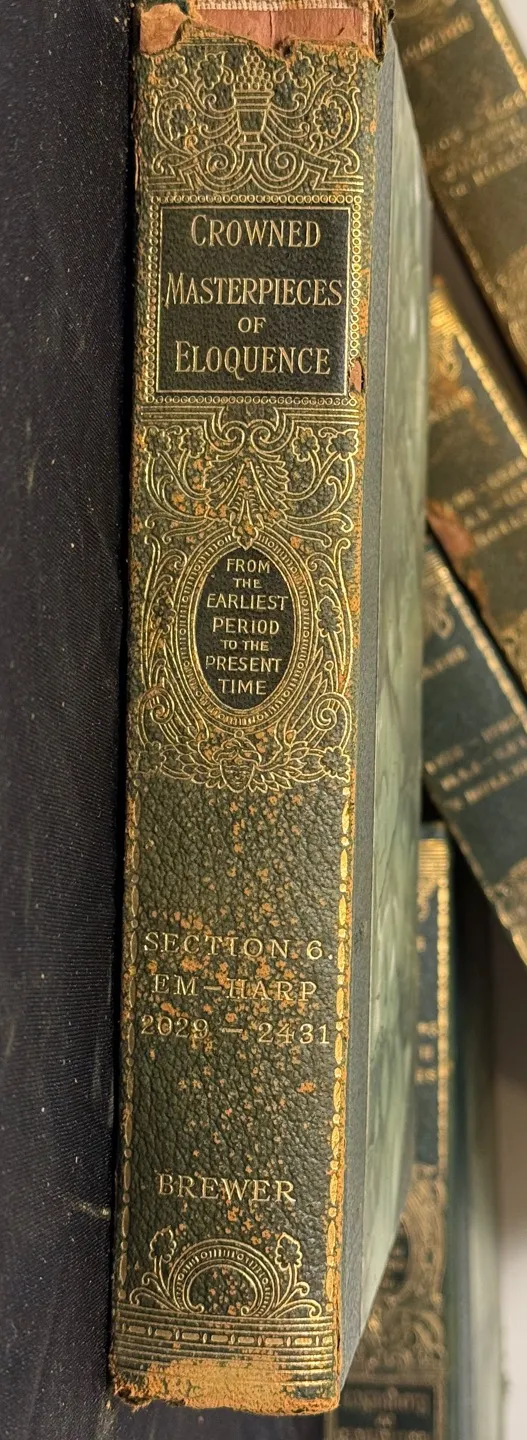 CROWNED
MASTERPIECES
OF
ELOQUENCE
FROM
THE
EARLIEST
PERIOD
TO THE
PRESENT
TIME
SECTION 6.
EM—HARP
2029 — 2431
BREWER